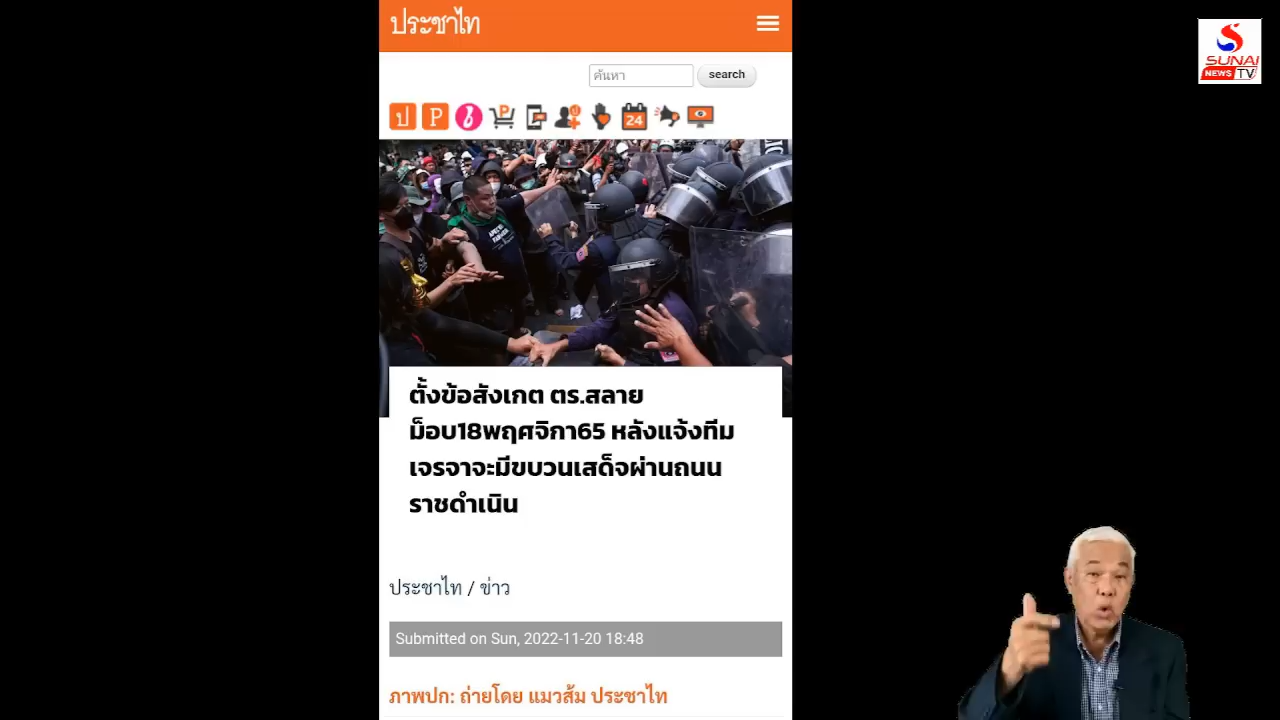 ประชาไท
SUNAI
NEWS TV
ค้นหา
search
ป P
24
ตั้งข้อสังเกต ตร.สลาย
ม็อบ18พฤศจิกา65 หลังแจ้งทีม
เจรจาจะมีขบวนเสด็จผ่านถนน
ราชดำเนิน
ประชาไท / ข่าว
Submitted on Sun, 2022-11-20 18:48
ภาพปก: ถ่ายโดย แมวส้ม ประชาไท